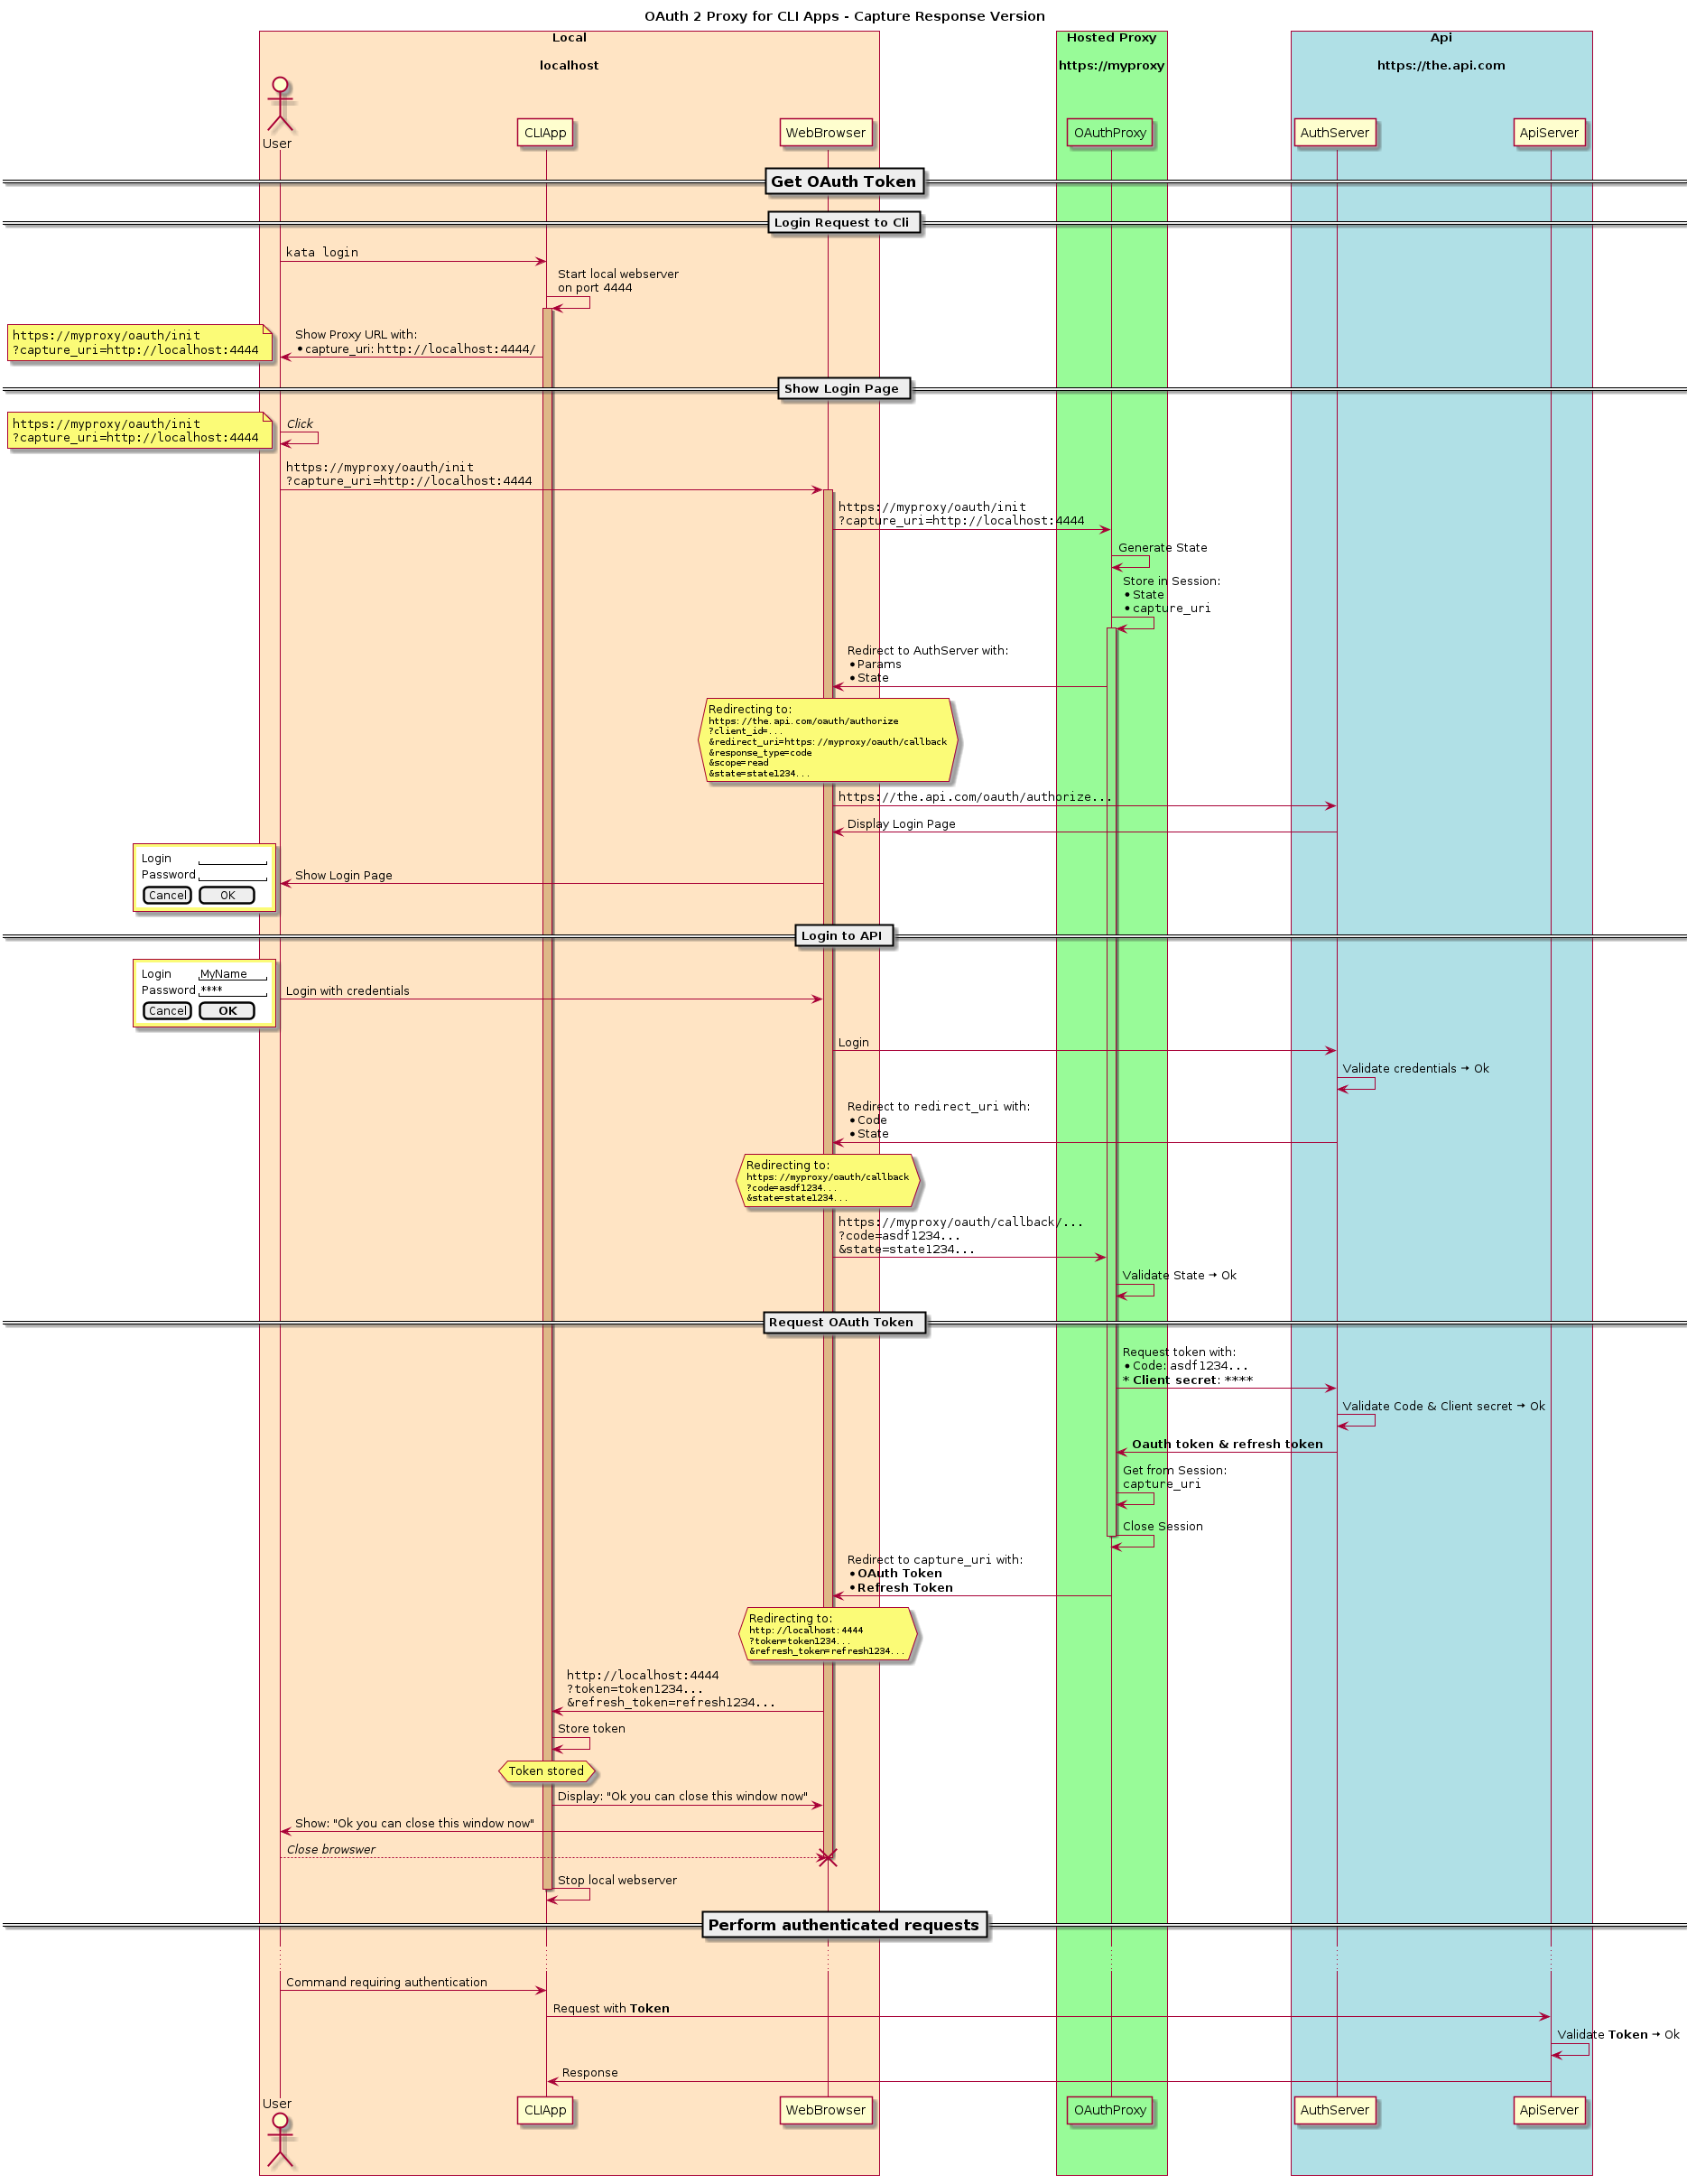 OAuth 2 Proxy for CLI Apps - Capture Response Version
Local
localhost
Hosted Proxy
https://myproxy
Api
https://the.api.com
User
CLIApp
WebBrowser
OAuthProxy
AuthServer
ApiServer
Get OAuth Token
Login Request to Cli
kata login
Start local webserver
on port 4444
https://myproxy/oauth/init
?capture_uri=http://localhost:4444
Show Proxy URL with:
• capture_uri: http://localhost:4444/
Show Login Page
https://myproxy/oauth/init
?capture_uri=http://localhost:4444
Click
https://myproxy/oauth/init
?capture_uri=http://localhost:4444
https://myproxy/oauth/init
?capture_uri=http://localhost:4444
Generate State
Store in Session:
• State
• capture_uri
Redirect to AuthServer with:
• Params
• State
Redirecting to:
https://the.api.com/oauth/authorize
?client_id=...
&redirect_uri=https://myproxy/oauth/callback
&response_type=code
&scope=read
&state=state1234...
https://the.api.com/oauth/authorize...
Display Login Page
Login
Password
Cancel OK
Show Login Page
Login to API
Login MyName
Password ****
Cancel OK
Login with credentials
Login
Validate credentials → Ok
Redirect to redirect_uri with:
• Code
• State
Redirecting to:
https://myproxy/oauth/callback
?code=asdf1234...
&state=state1234...
https://myproxy/oauth/callback/...
?code=asdf1234...
&state=state1234...
Validate State → Ok
Request OAuth Token
Request token with:
• Code: asdf1234...
* Client secret: ****
Validate Code & Client secret → Ok
Oauth token & refresh token
Get from Session:
capture_uri
Close Session
Redirect to capture_uri with:
• OAuth Token
• Refresh Token
Redirecting to:
http://localhost:4444
?token=token1234...
&refresh_token=refresh1234...
http://localhost:4444
?token=token1234...
&refresh_token=refresh1234...
Store token
Token stored
Display: "Ok you can close this window now"
Show: "Ok you can close this window now"
Close browswer
Stop local webserver
Perform authenticated requests
Command requiring authentication
Request with Token
Validate Token → Ok
Response
User
CLIApp
WebBrowser
OAuthProxy
AuthServer
ApiServer